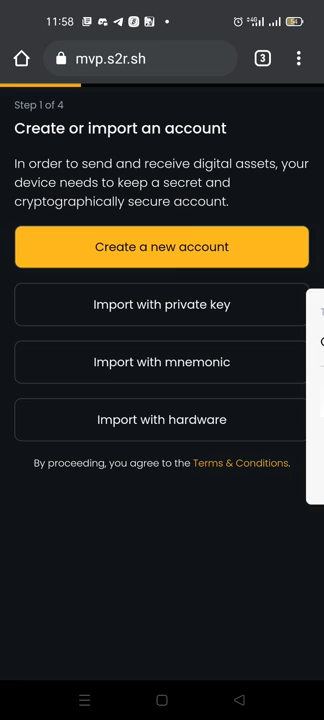 11:58
54
mvp.s2r.sh
3
Step 1 of 4
Create or import an account
In order to send and receive digital assets, your
device needs to keep a secret and
cryptographically secure account.
Create a new account
Import with private key
Import with mnemonic
Import with hardware
By proceeding, you agree to the Terms & Conditions.